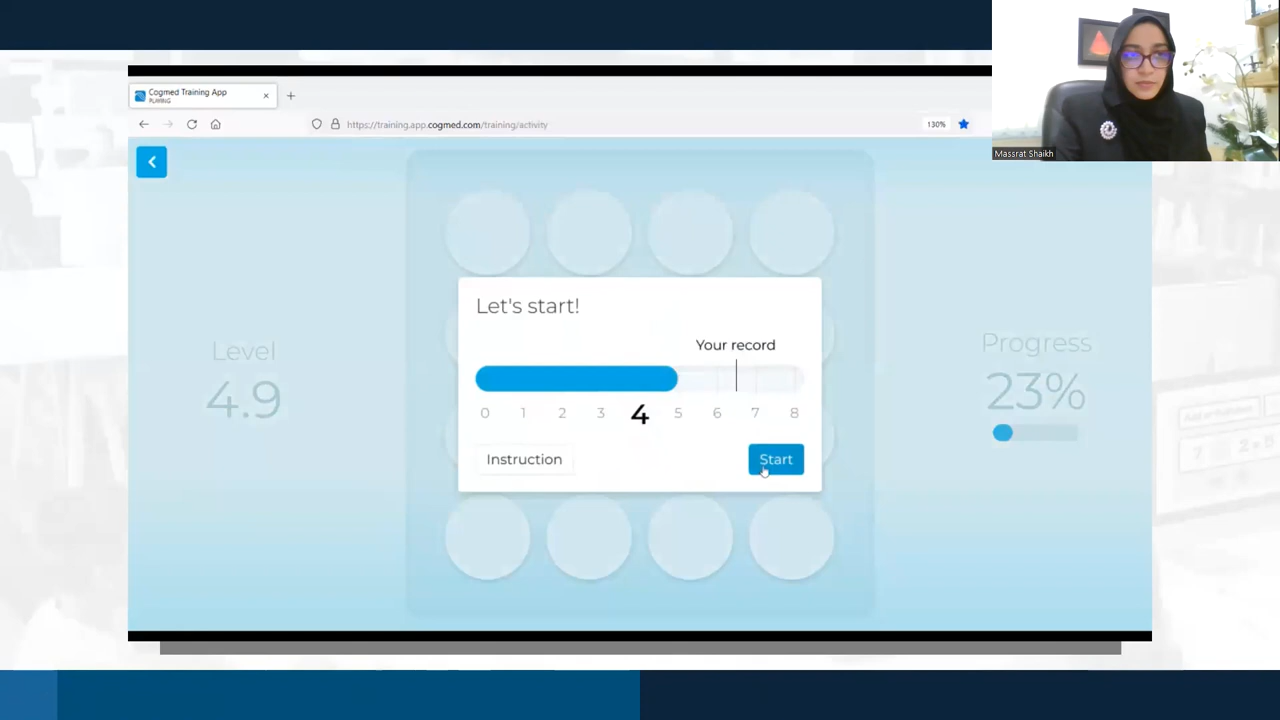 Cogmed Training App
PLAYING
https://training.app.cogmed.com/training/activity
130%
Massrat Shaikh
Let's start!
Your record
0 1 2 3 4 5 6 7 8
Instruction
Start
Level
4.9
Progress
23%